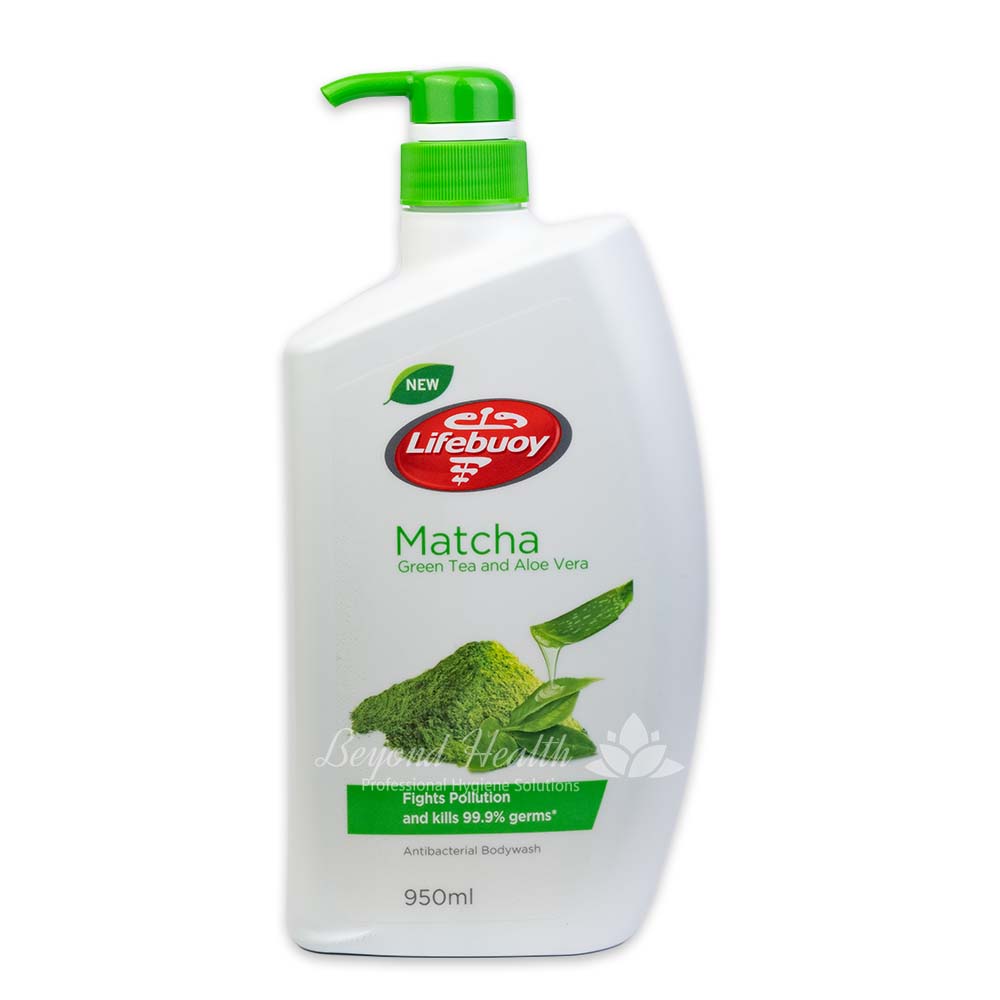 NEW
Lifebuoy
Matcha
Green Tea and Aloe Vera
Beyond Health
Professional Hygiene Solutions
Fights Pollution
and kills 99.9% germs*
Antibacterial Bodywash
950ml